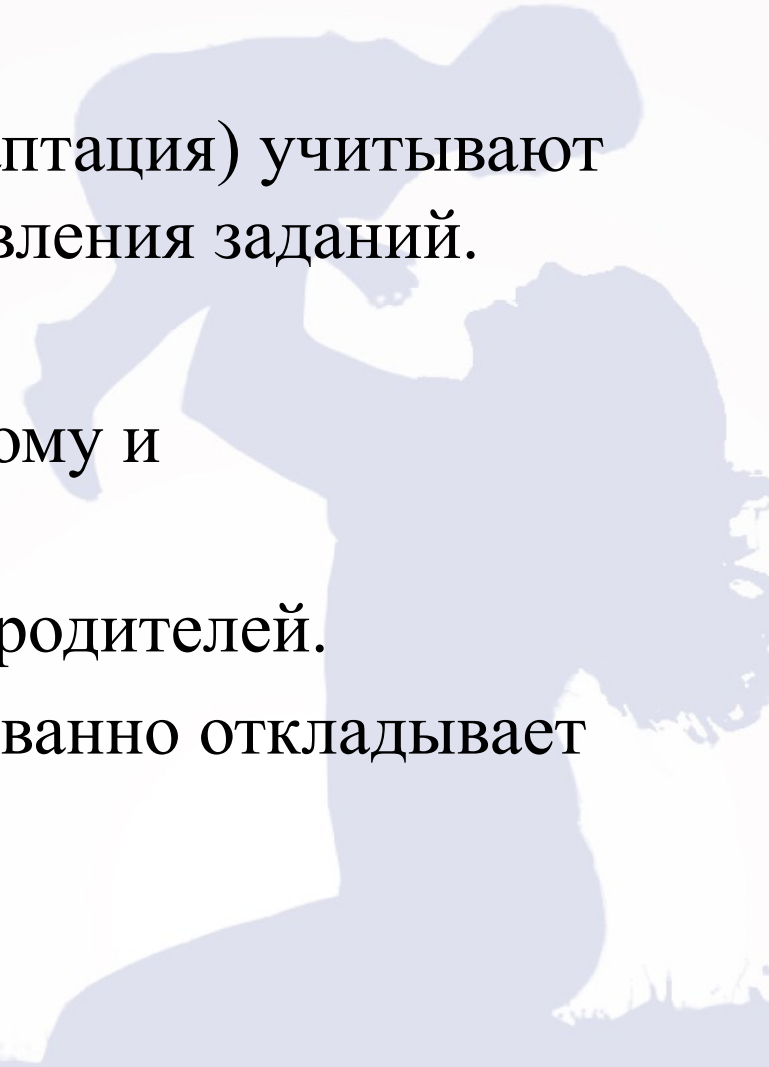 птация) учитывают
вления заданий.
ому и
родителей.
ванно откладывает